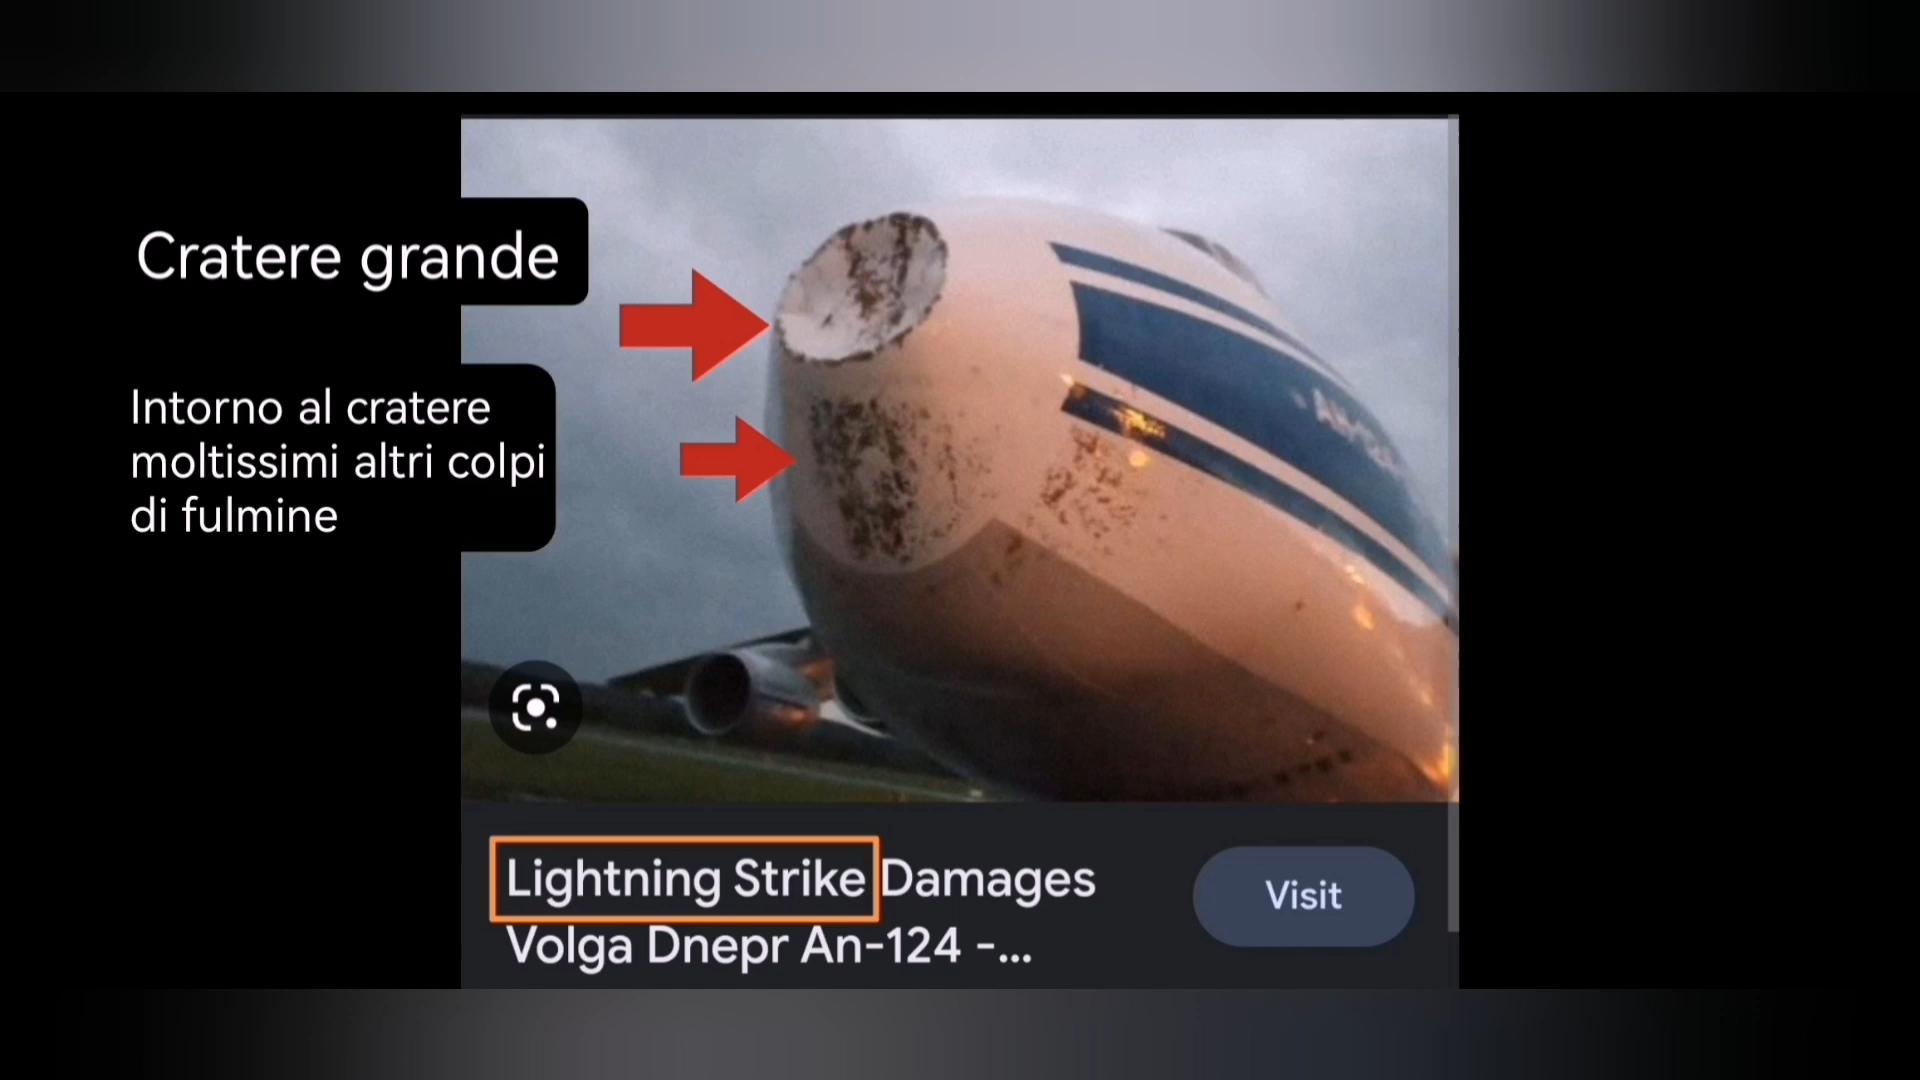 Cratere grande
Intorno al cratere
moltissimi altri colpi
di fulmine
Lightning Strike Damages
Volga Dnepr An-124 -...
Visit